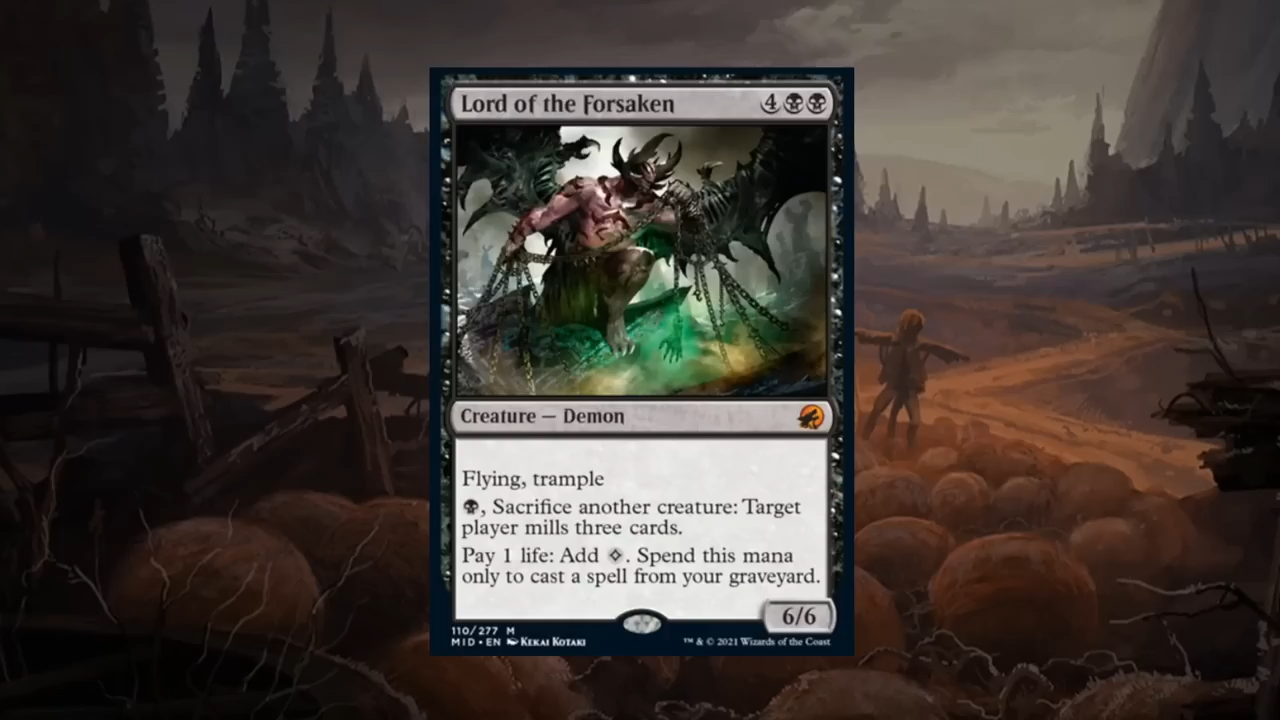 Lord of the Forsaken 4
Creature — Demon
Flying, trample
, Sacrifice another creature: Target
player mills three cards.
Pay 1 life: Add . Spend this mana
only to cast a spell from your graveyard.
6/6
110/277 M
MID • EN KEKAI KOTAKI
™ & © 2021 Wizards of the Coast